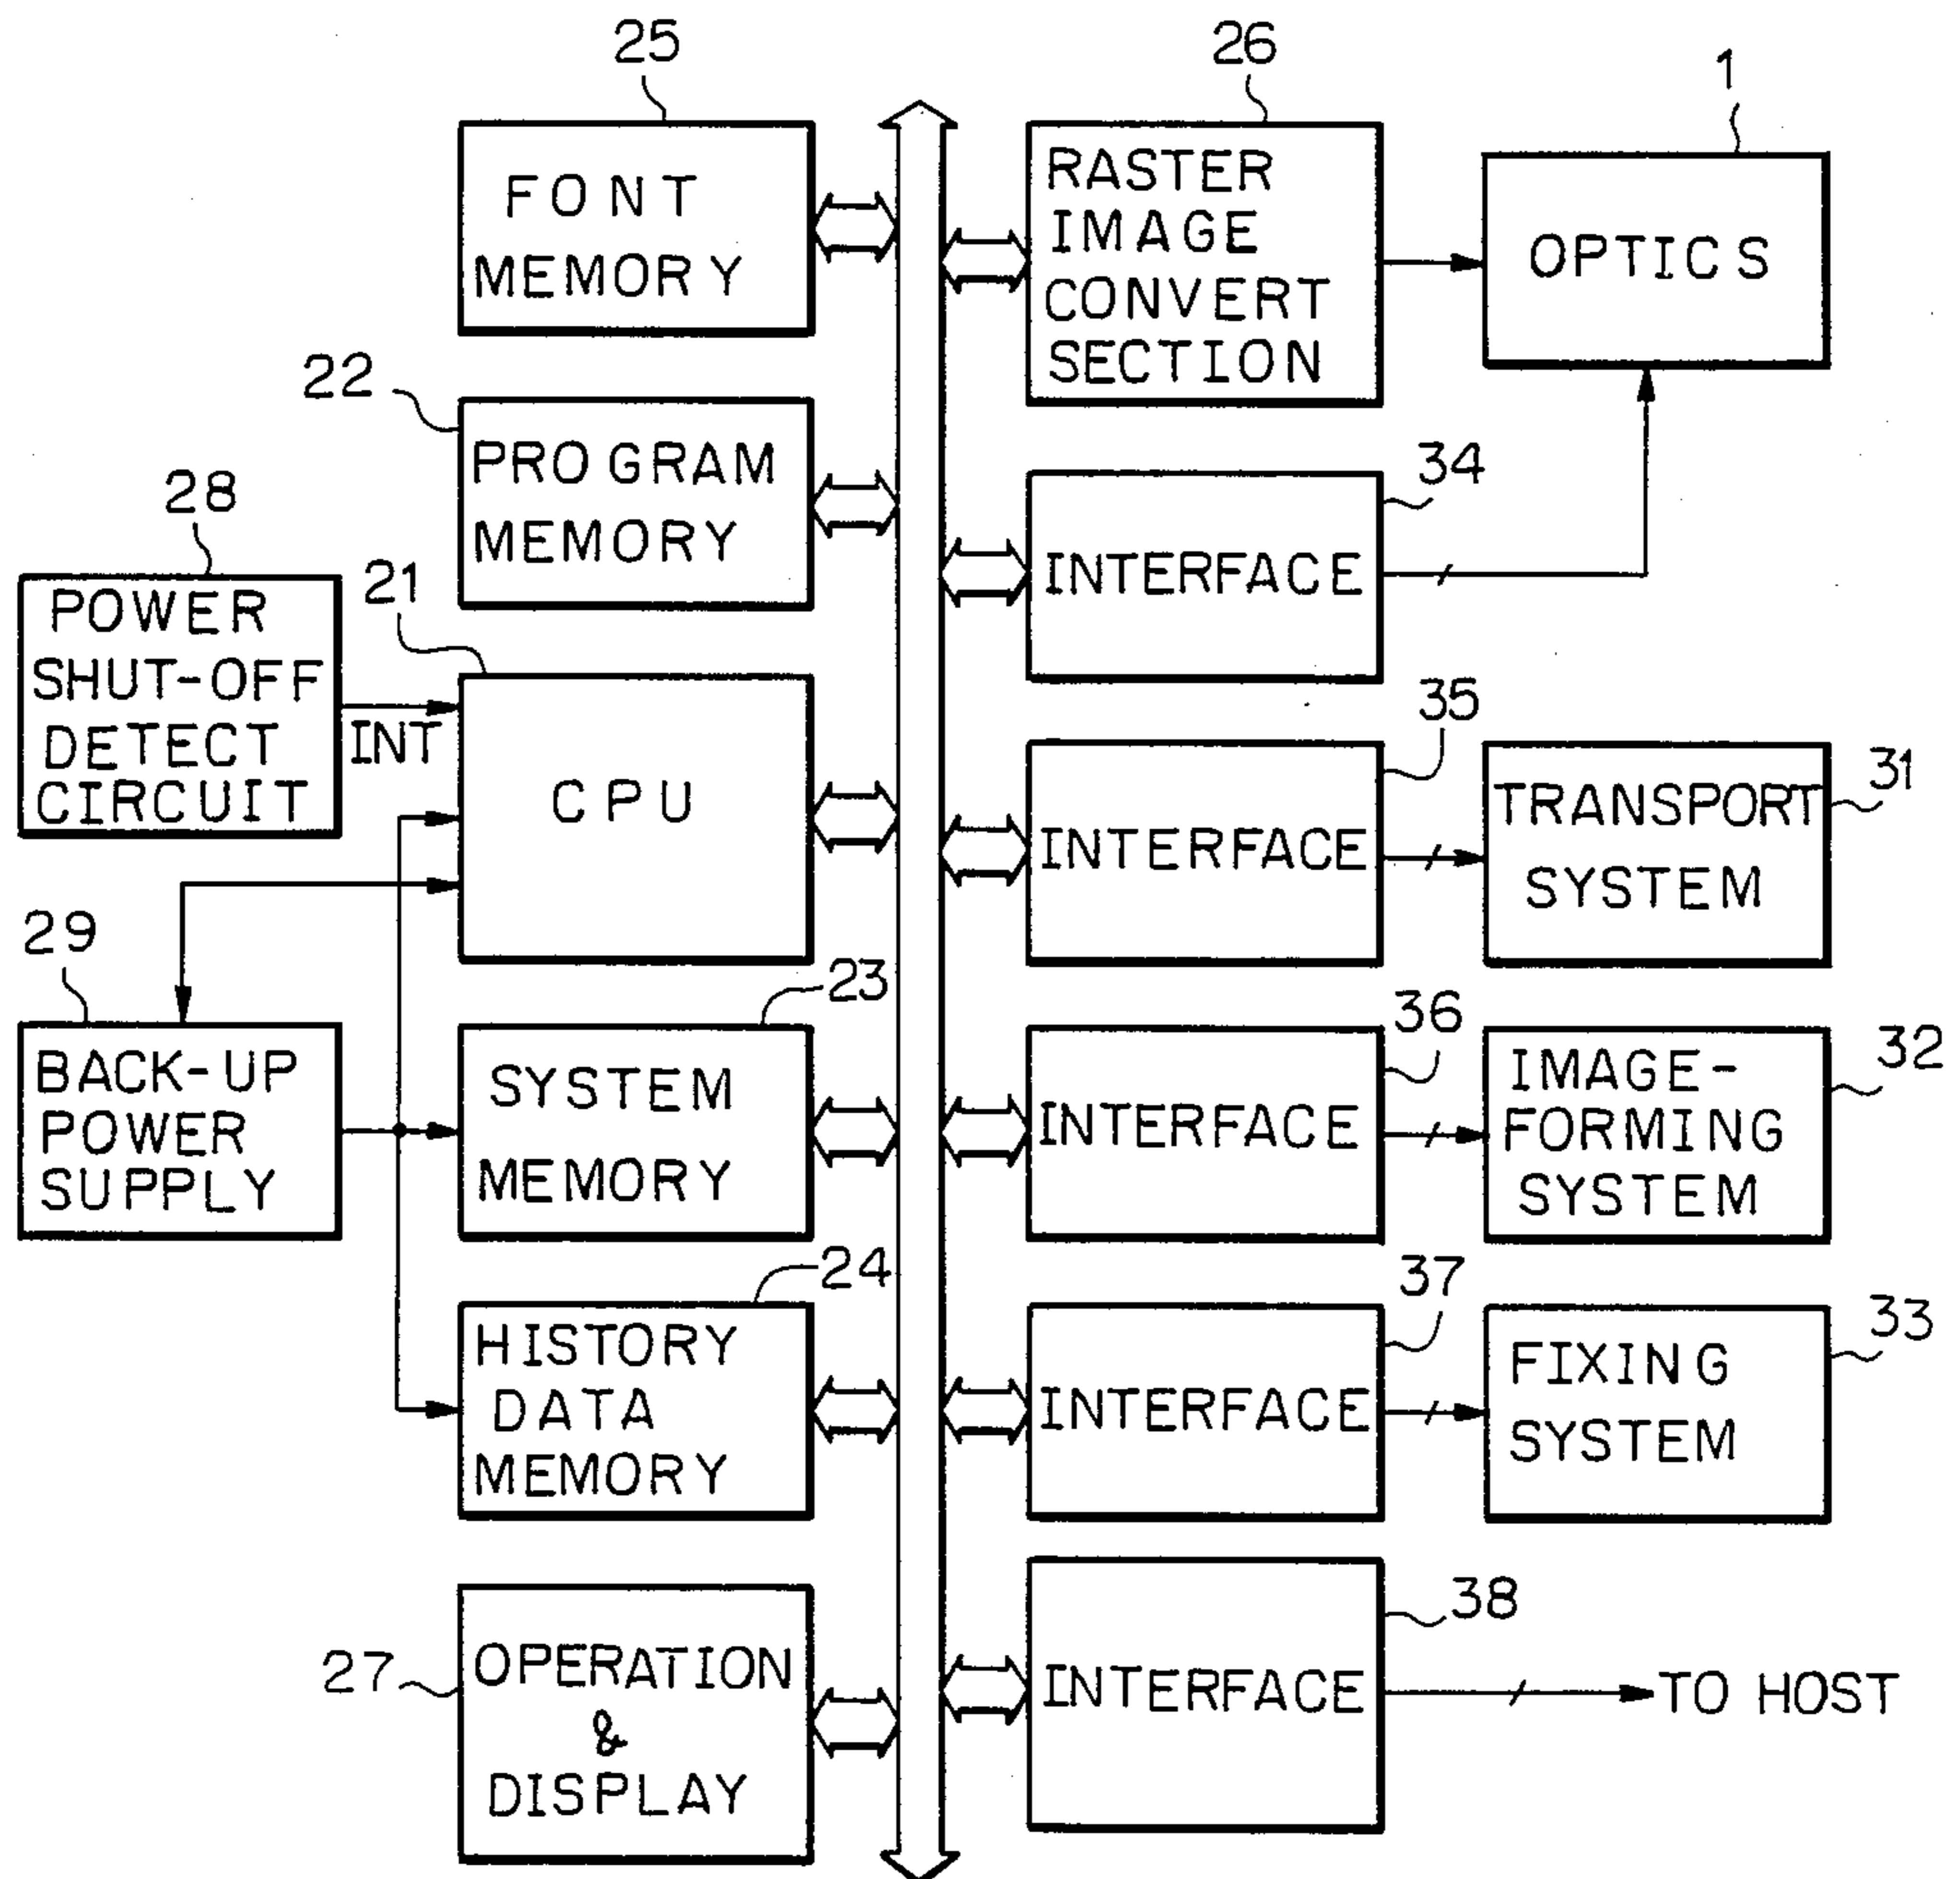 25
FONT
MEMORY
26
RASTER
IMAGE
CONVERT
SECTION
1
OPTICS
22
PROGRAM
MEMORY
34
INTERFACE
28
POWER
SHUT-OFF
DETECT
CIRCUIT
INT
21
CPU
35
INTERFACE
31
TRANSPORT
SYSTEM
29
BACK-UP
POWER
SUPPLY
23
SYSTEM
MEMORY
36
INTERFACE
32
IMAGE-
FORMING
SYSTEM
24
HISTORY
DATA
MEMORY
37
INTERFACE
33
FIXING
SYSTEM
27
OPERATION
&
DISPLAY
38
INTERFACE
TO HOST